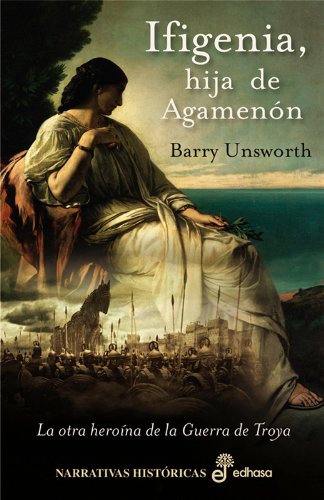 Ifigenia,
hija de
Agamenón
Barry Unsworth
La otra heroína de la Guerra de Troya
NARRATIVAS HISTÓRICAS edhasa